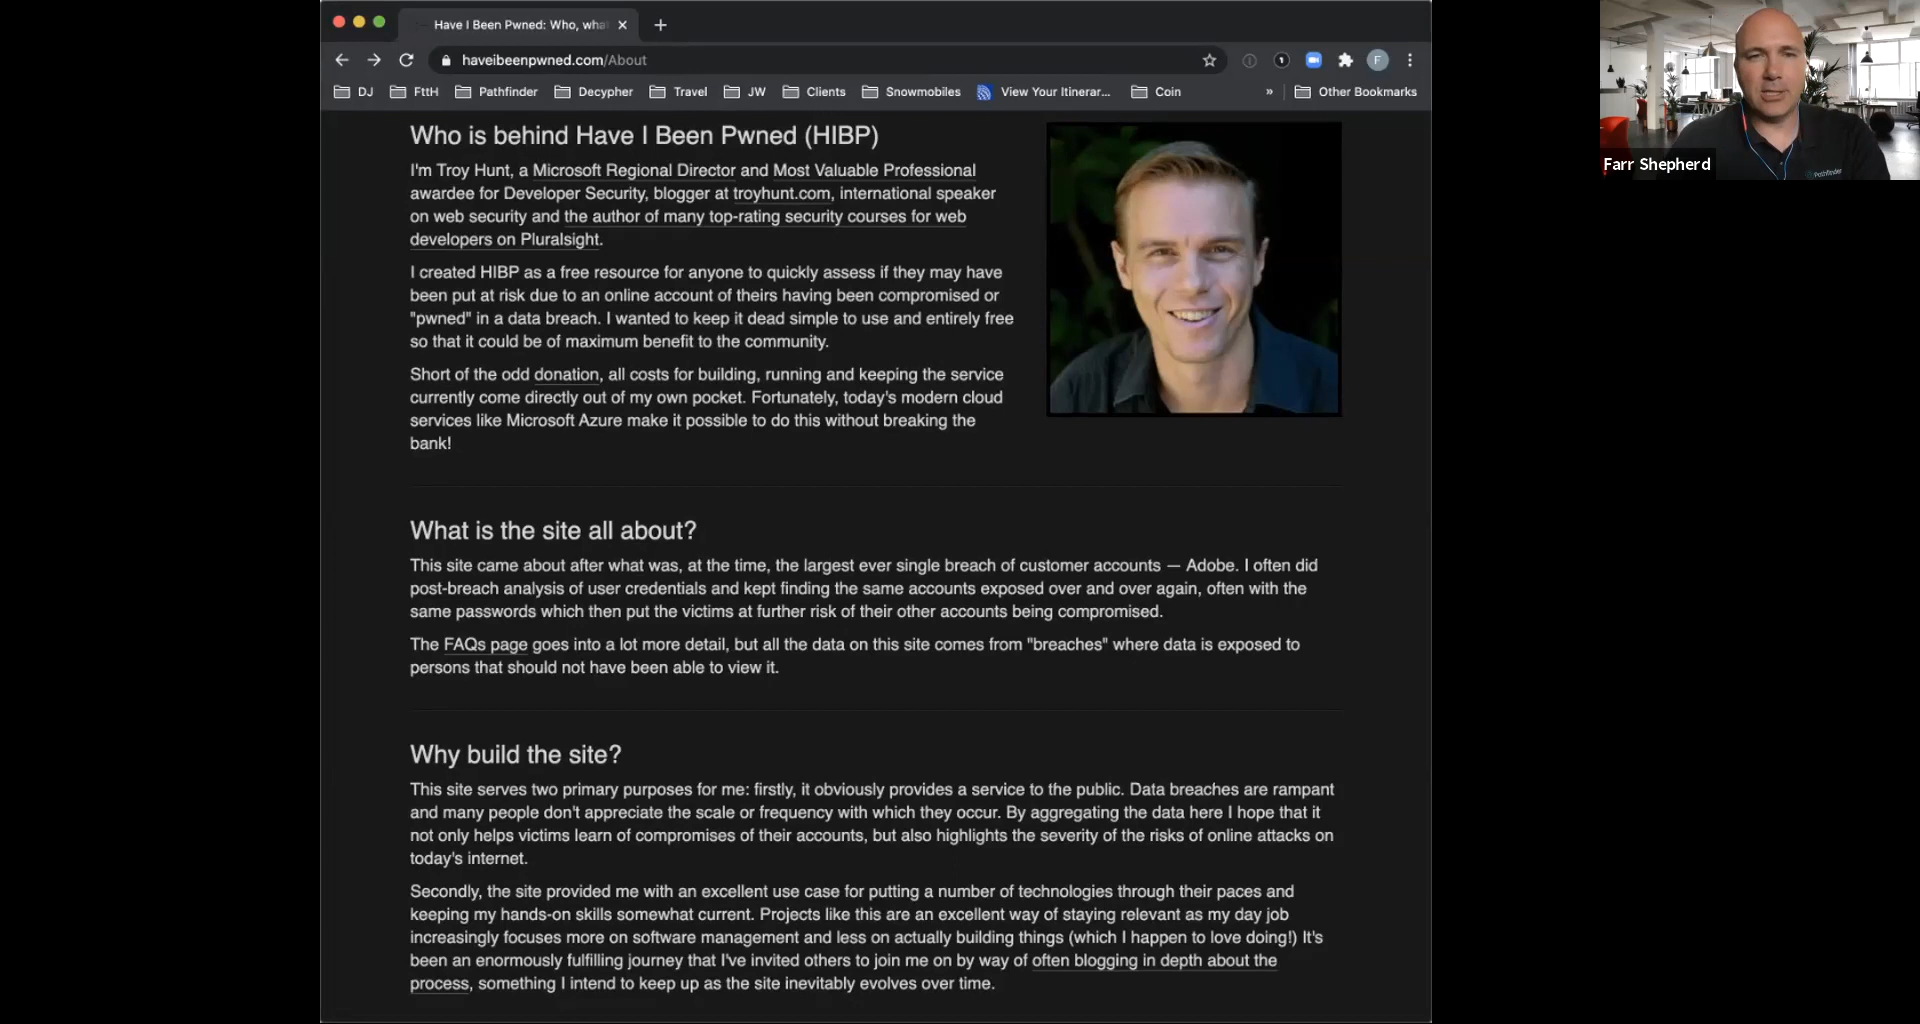 Have I Been Pwned: Who, wha
haveibeenpwned.com/About
F
DJ
FttH
Pathfinder
Decypher
Travel
JW
Clients
Snowmobiles
View Your Itinerar...
Coin
»
Other Bookmarks
Who is behind Have I Been Pwned (HIBP)
I'm Troy Hunt, a Microsoft Regional Director and Most Valuable Professional
awardee for Developer Security, blogger at troyhunt.com, international speaker
on web security and the author of many top-rating security courses for web
developers on Pluralsight.
I created HIBP as a free resource for anyone to quickly assess if they may have
been put at risk due to an online account of theirs having been compromised or
"pwned" in a data breach. I wanted to keep it dead simple to use and entirely free
so that it could be of maximum benefit to the community.
Short of the odd donation, all costs for building, running and keeping the service
currently come directly out of my own pocket. Fortunately, today's modern cloud
services like Microsoft Azure make it possible to do this without breaking the
bank!
What is the site all about?
This site came about after what was, at the time, the largest ever single breach of customer accounts — Adobe. I often did
post-breach analysis of user credentials and kept finding the same accounts exposed over and over again, often with the
same passwords which then put the victims at further risk of their other accounts being compromised.
The FAQs page goes into a lot more detail, but all the data on this site comes from "breaches" where data is exposed to
persons that should not have been able to view it.
Why build the site?
This site serves two primary purposes for me: firstly, it obviously provides a service to the public. Data breaches are rampant
and many people don't appreciate the scale or frequency with which they occur. By aggregating the data here I hope that it
not only helps victims learn of compromises of their accounts, but also highlights the severity of the risks of online attacks on
today's internet.
Secondly, the site provided me with an excellent use case for putting a number of technologies through their paces and
keeping my hands-on skills somewhat current. Projects like this are an excellent way of staying relevant as my day job
increasingly focuses more on software management and less on actually building things (which I happen to love doing!) It's
been an enormously fulfilling journey that I've invited others to join me on by way of often blogging in depth about the
process, something I intend to keep up as the site inevitably evolves over time.
Farr Shepherd
Pathfinder